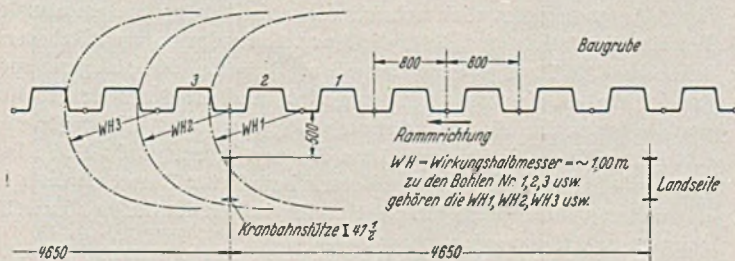 Baugrube
800
800
3
2
1
WH3
WH2
WH1
500
Rammrichtung
WH = Wirkungshalbmesser = ~ 1,00 m
zu den Bohlen Nr. 1,2,3 usw.
gehören die WH1, WH2, WH3 usw.
Landseite
Kranbahnstütze I 47 1/2
4650
4650